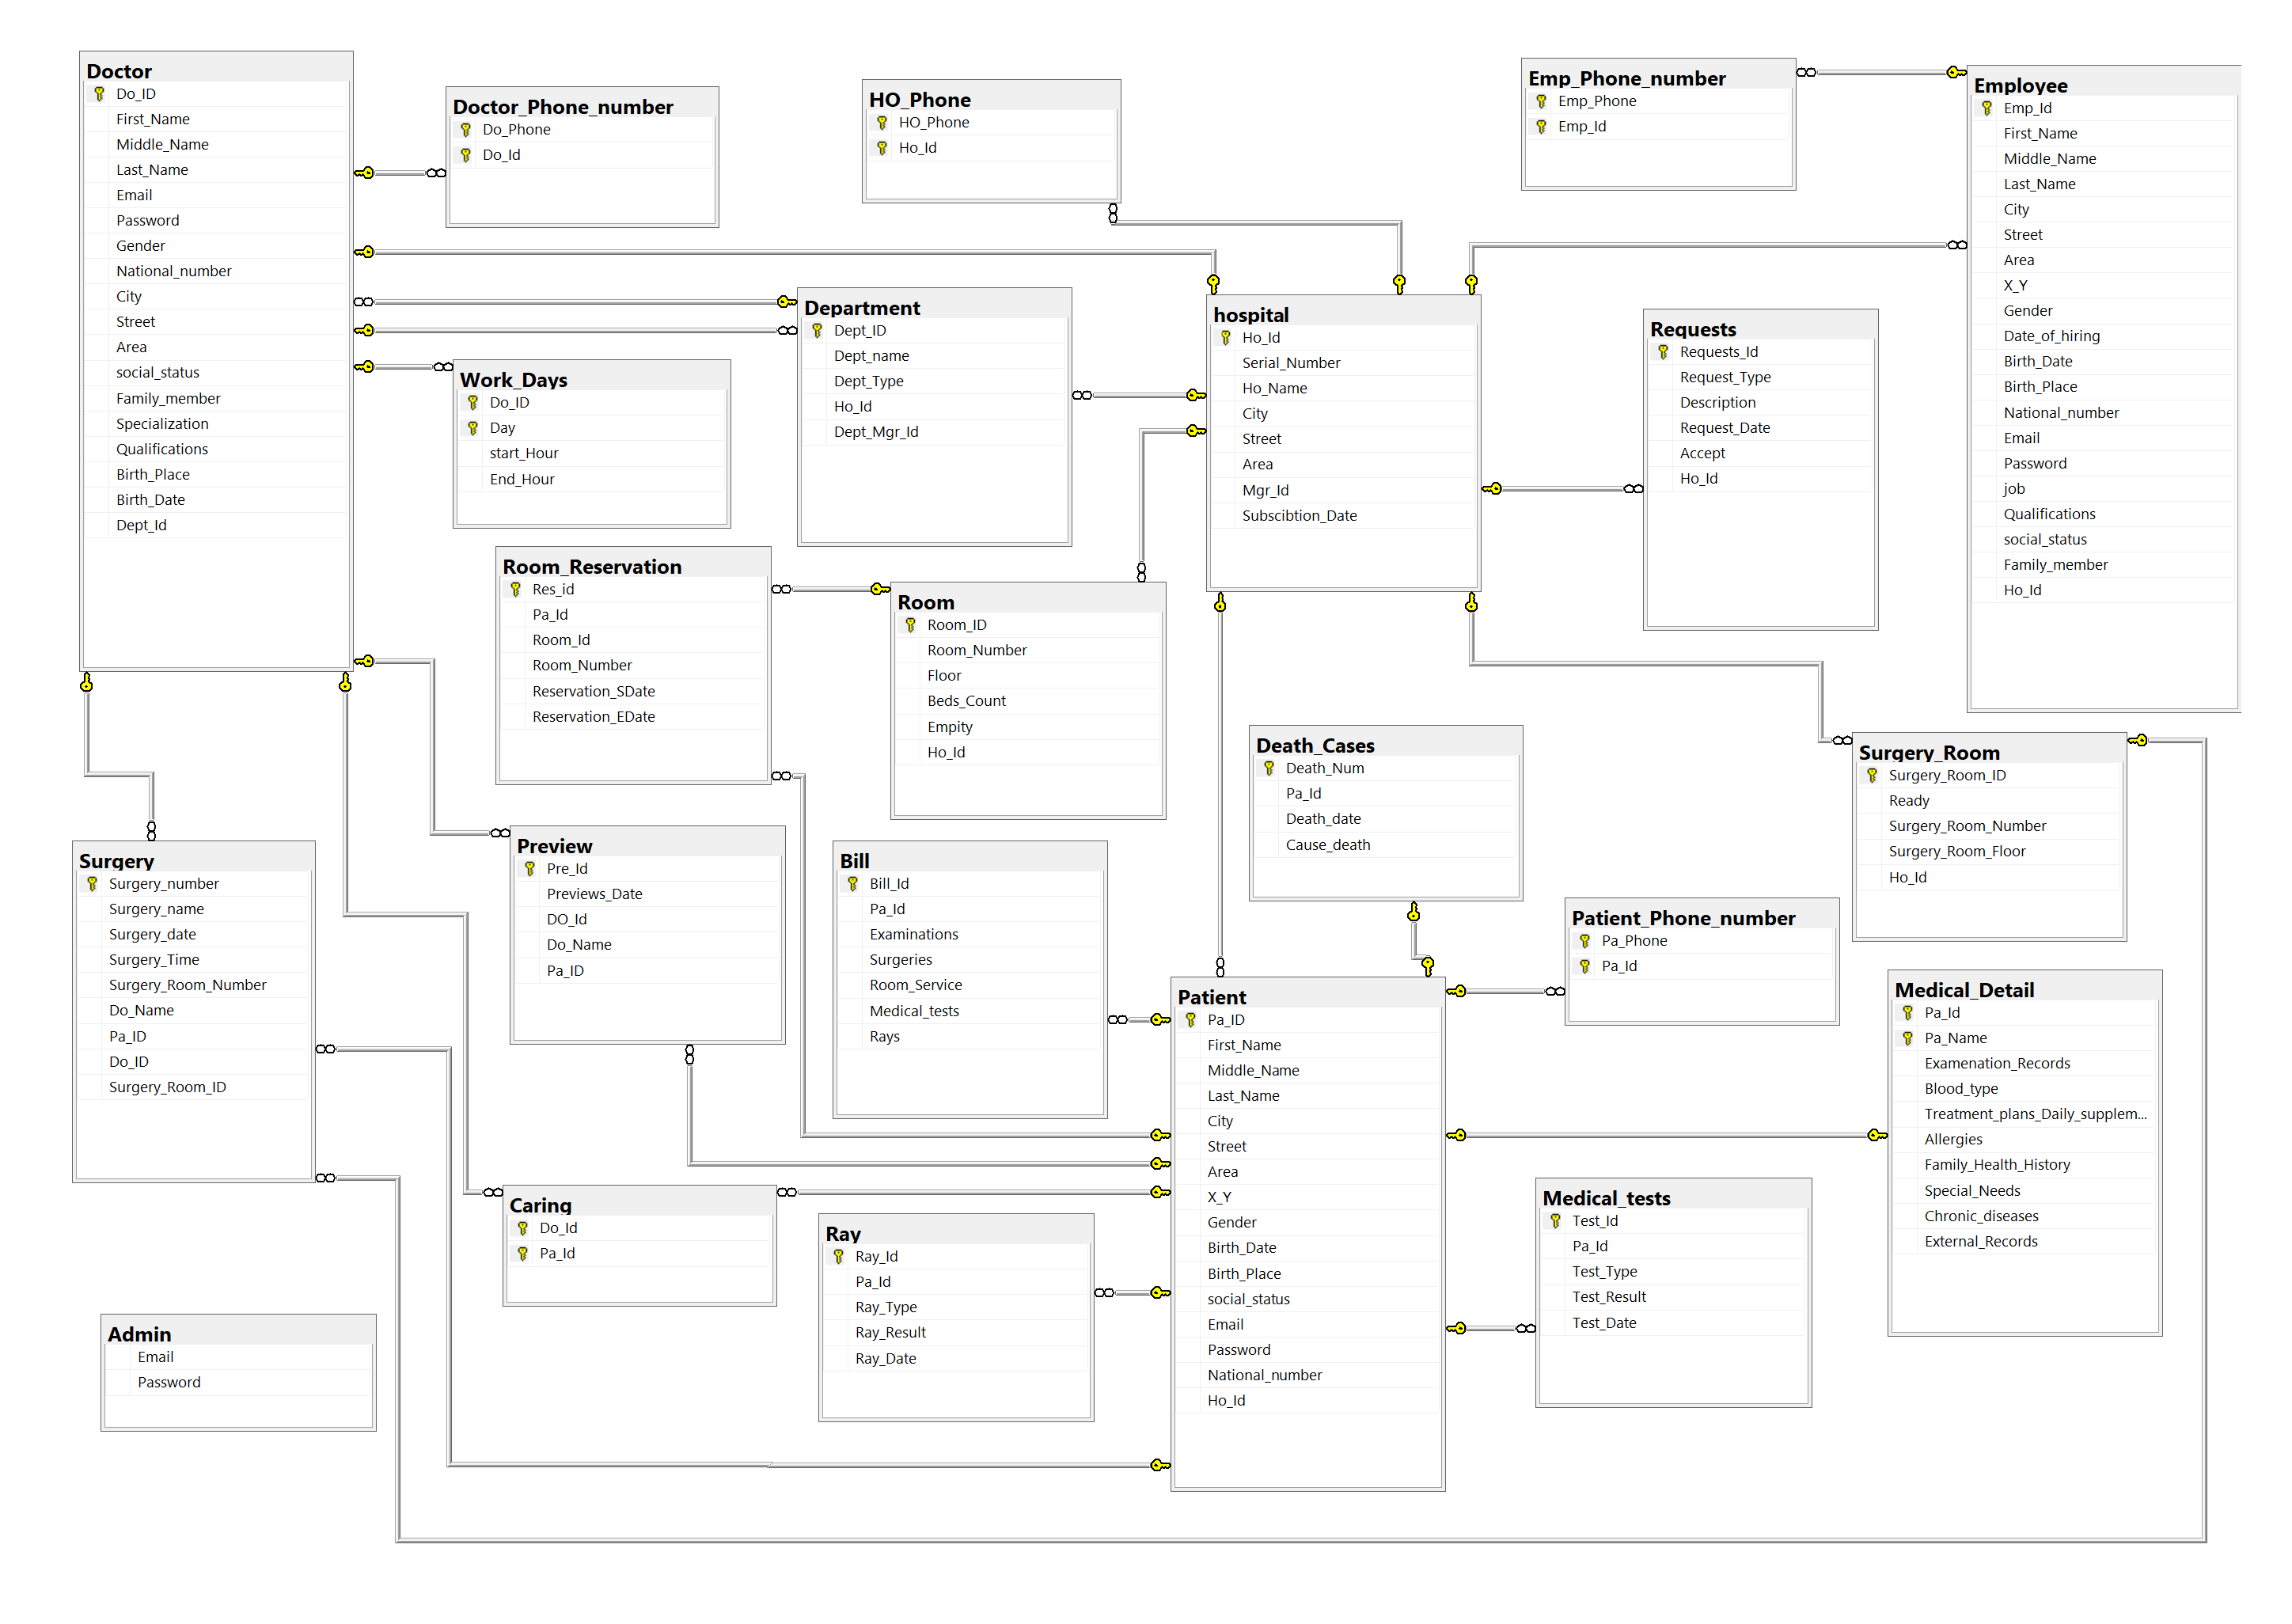 Doctor
Do_ID
First_Name
Middle_Name
Last_Name
Email
Password
Gender
National_number
City
Street
Area
social_status
Family_member
Specialization
Qualifications
Birth_Place
Birth_Date
Dept_Id
Doctor_Phone_number
Do_Phone
Do_Id
HO_Phone
HO_Phone
Ho_Id
Emp_Phone_number
Emp_Phone
Emp_Id
Employee
Emp_Id
First_Name
Middle_Name
Last_Name
City
Street
Area
X_Y
Gender
Date_of_hiring
Birth_Date
Birth_Place
National_number
Email
Password
job
Qualifications
social_status
Family_member
Ho_Id
Department
Dept_ID
Dept_name
Dept_Type
Ho_Id
Dept_Mgr_Id
hospital
Ho_Id
Serial_Number
Ho_Name
City
Street
Area
Mgr_Id
Subscibtion_Date
Requests
Requests_Id
Request_Type
Description
Request_Date
Accept
Ho_Id
Work_Days
Do_ID
Day
start_Hour
End_Hour
Room_Reservation
Res_id
Pa_Id
Room_Id
Room_Number
Reservation_SDate
Reservation_EDate
Room
Room_ID
Room_Number
Floor
Beds_Count
Empity
Ho_Id
Death_Cases
Death_Num
Pa_Id
Death_date
Cause_death
Surgery_Room
Surgery_Room_ID
Ready
Surgery_Room_Number
Surgery_Room_Floor
Ho_Id
Surgery
Surgery_number
Surgery_name
Surgery_date
Surgery_Time
Surgery_Room_Number
Do_Name
Pa_ID
Do_ID
Surgery_Room_ID
Preview
Pre_Id
Previews_Date
DO_Id
Do_Name
Pa_ID
Bill
Bill_Id
Pa_Id
Examinations
Surgeries
Room_Service
Medical_tests
Rays
Patient_Phone_number
Pa_Phone
Pa_Id
Patient
Pa_ID
First_Name
Middle_Name
Last_Name
City
Street
Area
X_Y
Gender
Birth_Date
Birth_Place
social_status
Email
Password
National_number
Ho_Id
Medical_Detail
Pa_Id
Pa_Name
Examenation_Records
Blood_type
Treatment_plans_Daily_supplem...
Allergies
Family_Health_History
Special_Needs
Chronic_diseases
External_Records
Caring
Do_Id
Pa_Id
Ray
Ray_Id
Pa_Id
Ray_Type
Ray_Result
Ray_Date
Medical_tests
Test_Id
Pa_Id
Test_Type
Test_Result
Test_Date
Admin
Email
Password